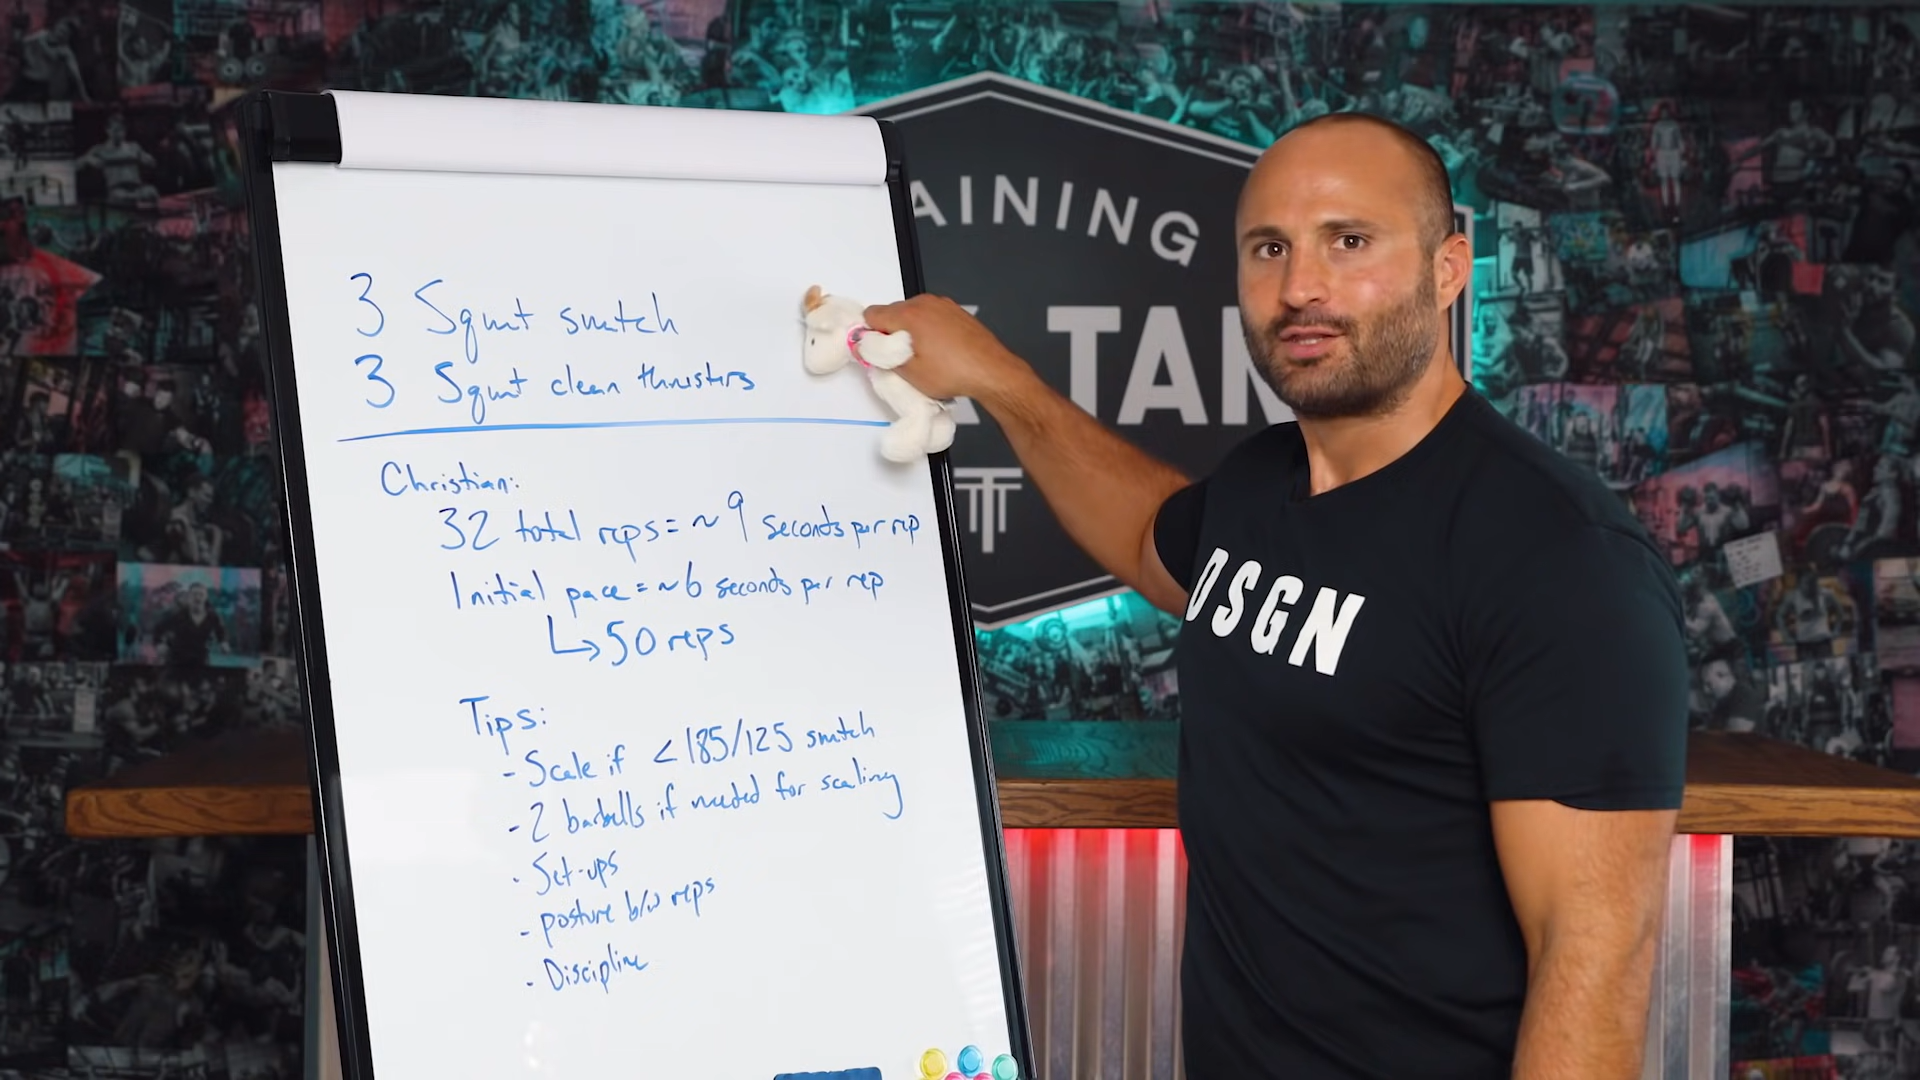 3 Squat snatch
3 Squat clean thrusters
Christian:
32 total reps = ~ 9 seconds per rep
Initial pace = ~6 seconds per rep
↳ 50 reps
Tips:
- Scale if < 185/125 snatch
- 2 barbells if needed for scaling
- Set-ups
- posture b/w reps
- Discipline
AINING
TAN
DSGN